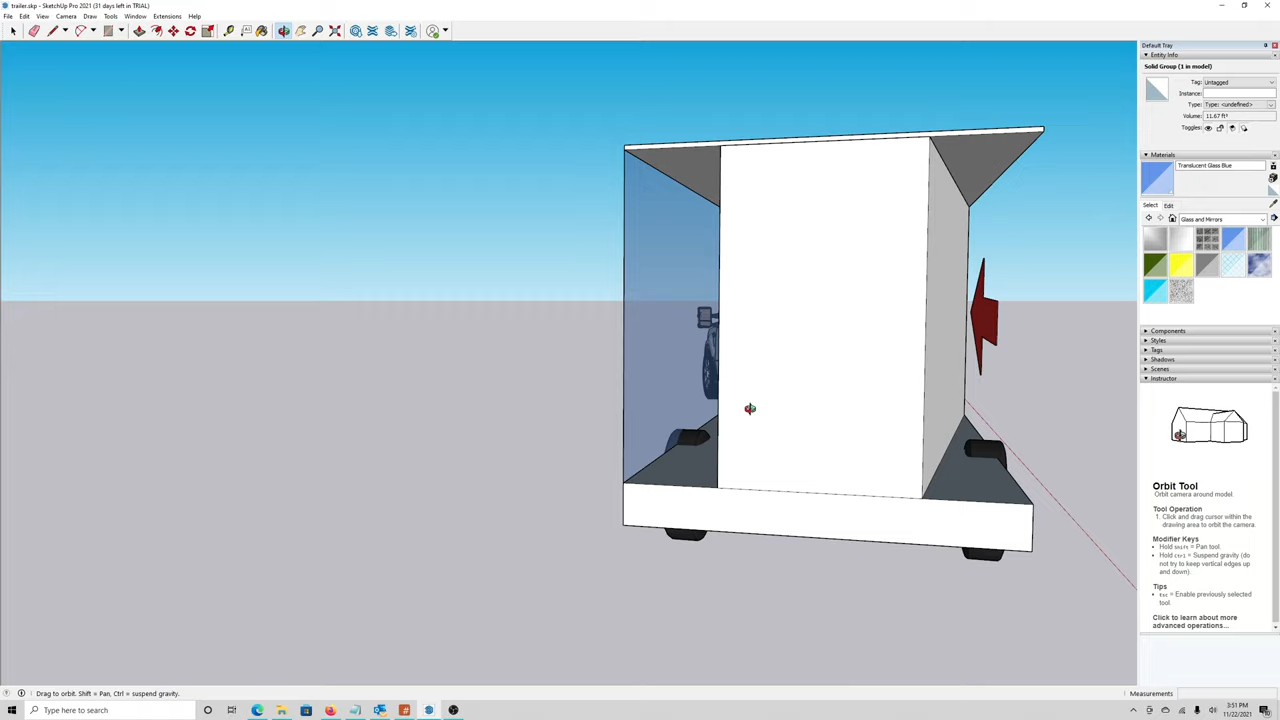 trailer.skp - SketchUp Pro 2021 (31 days left in TRIAL)
File Edit View Camera Draw Tools Window Extensions Help
Default Tray
Entity Info
Solid Group (1 in model)
Tag: Untagged
Instance:
Type: Type: <undefined>
Volume: 11.67 ft³
Toggles:
Materials
Translucent Glass Blue
Select Edit
Glass and Mirrors
Components
Styles
Tags
Shadows
Scenes
Instructor
Orbit Tool
Orbit camera around model.
Tool Operation
1. Click and drag cursor within the
drawing area to orbit the camera.
Modifier Keys
• Hold Shift = Pan tool
• Hold Ctrl = Suspend gravity (do
not try to keep vertical edges up
and down).
Tips
• Esc = Enable previously selected
tool.
Click to learn about more
advanced operations...
Drag to orbit. Shift = Pan, Ctrl = suspend gravity.
Measurements
Type here to search
3:51 PM
11/22/2021